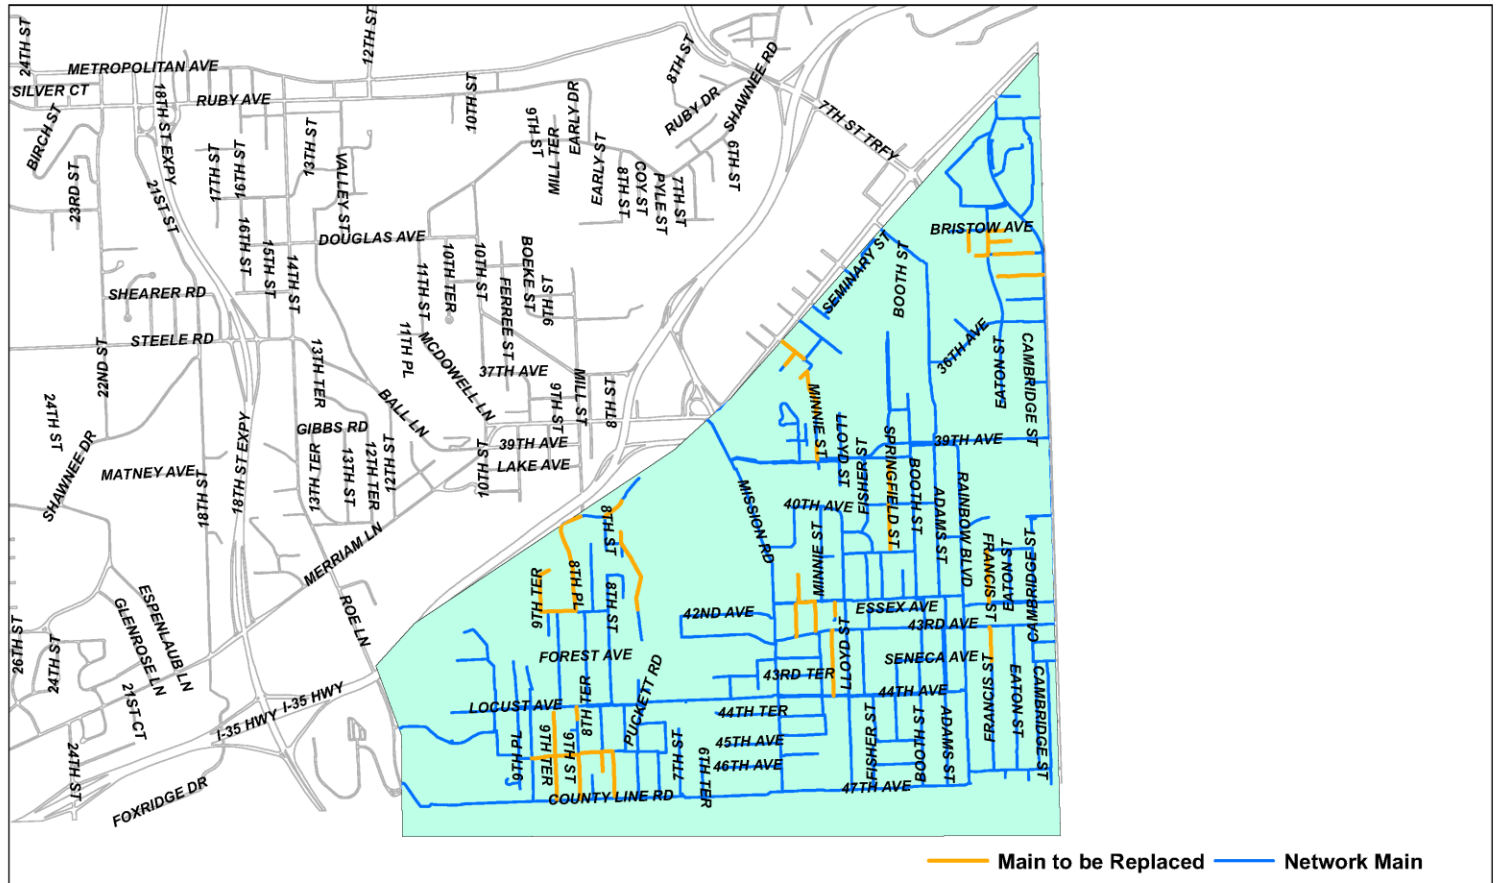 24TH ST
METROPOLITAN AVE
12TH ST
SILVER CT
18TH ST EXPY
RUBY AVE
10TH ST
8TH ST
SHAWNEE RD
RUBY DR
7TH ST TRFY
BIRCH ST
23RD ST
21ST ST
17TH ST
16TH ST
13TH ST
VALLEY ST
9TH ST
MILL TER
EARLY DR
EARLY ST
8TH ST
COY ST
PYLE ST
7TH ST
6TH ST
16TH ST
15TH ST
14TH ST
DOUGLAS AVE
11TH ST
10TH TER
10TH ST
FERREE ST
BOEKE ST
9TH ST
SEMINARY ST
BOOTH ST
BRISTOW AVE
SHEARER RD
STEELE RD
22ND ST
13TH TER
11TH PL
MCDOWELL LN
37TH AVE
9TH ST
MILL ST
8TH ST
36TH AVE
EATON ST
CAMBRIDGE ST
24TH ST
SHAWNEE DR
MATNEY AVE
18TH ST
18TH ST EXPY
GIBBS RD
BALL LN
13TH TER
13TH ST
12TH TER
12TH ST
10TH ST
39TH AVE
LAKE AVE
MINNIE ST
LLOYD ST
FISHER ST
SPRINGFIELD ST
BOOTH ST
39TH AVE
ADAMS ST
RAINBOW BLVD
MISSION RD
40TH AVE
MERRIAM LN
8TH ST
MINNIE ST
FRANCIS ST
EATON ST
CAMBRIDGE ST
ESPENLAUB LN
GLENROSE LN
ROE LN
9TH TER
8TH PL
8TH ST
42ND AVE
ESSEX AVE
43RD AVE
26TH ST
24TH ST
21ST CT
I-35 HWY
I-35 HWY
FOREST AVE
PUCKETT RD
43RD TER
LLOYD ST
SENECA AVE
44TH AVE
FRANCIS ST
EATON ST
CAMBRIDGE ST
LOCUST AVE
8TH TER
44TH TER
24TH ST
FOXRIDGE DR
9TH PL
9TH TER
9TH ST
7TH ST
6TH TER
45TH AVE
46TH AVE
FISHER ST
BOOTH ST
ADAMS ST
COUNTY LINE RD
47TH AVE
Main to be Replaced
Network Main